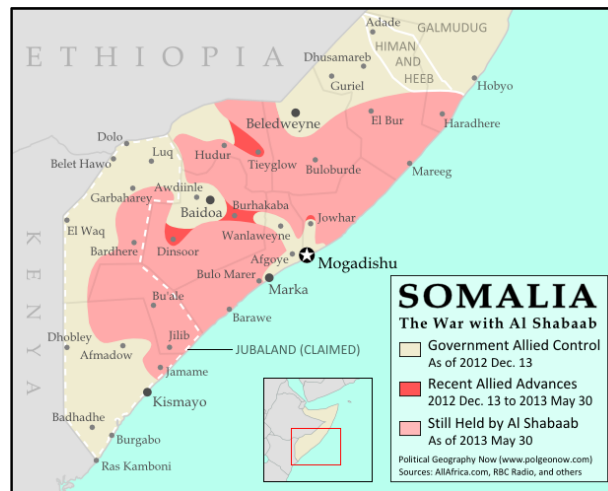 ETHIOPIA
KENYA
GALMUDUG
Adade
HIMAN
AND
HEEB
Dhusamareb
Guriel
Hobyo
Beledweyne
El Bur
Haradhere
Dolo
Luq
Belet Hawo
Hudur
Tieyglow
Buloburde
Mareeg
Garbaharey
Awdiinle
Baidoa
Burhakaba
Jowhar
El Waq
Bardhere
Dinsoor
Wanlaweyne
Afgoye
Mogadishu
Bulo Marer
Marka
Bu'ale
Barawe
Dhobley
Afmadow
Jilib
JUBALAND (CLAIMED)
Jamame
Kismayo
Badhadhe
Burgabo
Ras Kamboni
SOMALIA
The War with Al Shabaab
Government Allied Control
As of 2012 Dec. 13
Recent Allied Advances
2012 Dec. 13 to 2013 May 30
Still Held by Al Shabaab
As of 2013 May 30
Political Geography Now (www.polgeonow.com)
Sources: AllAfrica.com, RBC Radio, and others